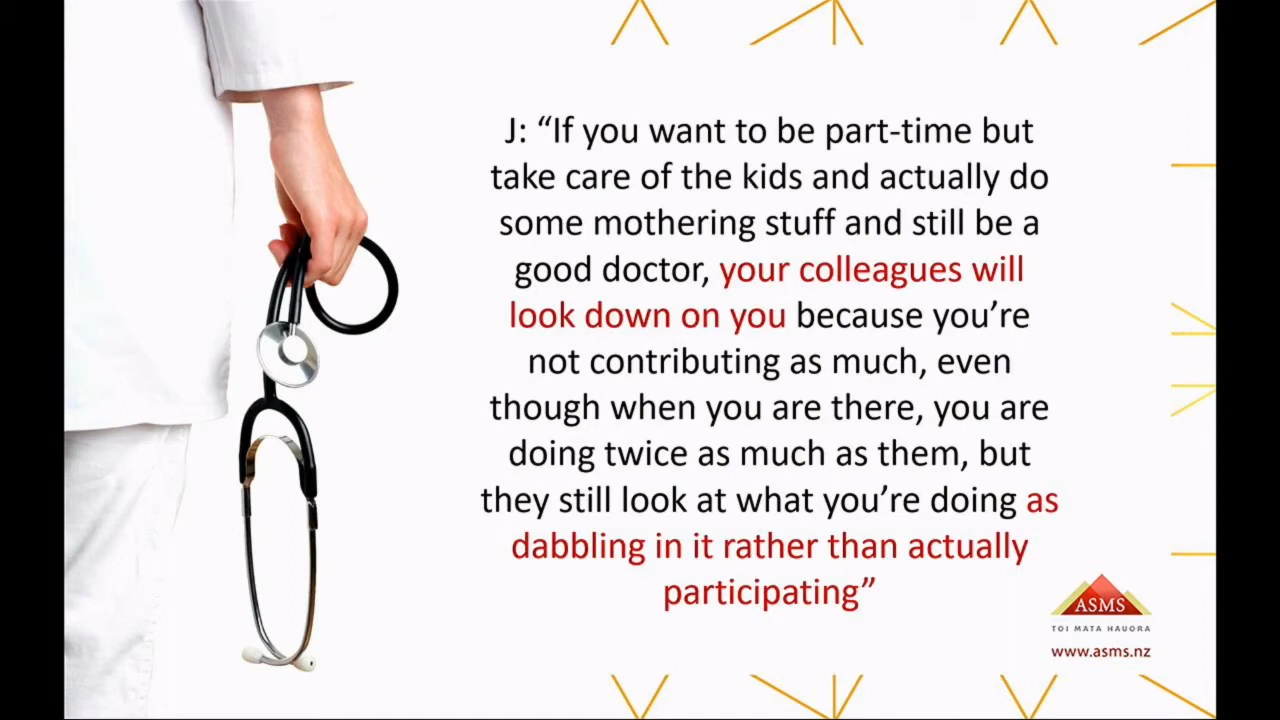 J: “If you want to be part-time but
take care of the kids and actually do
some mothering stuff and still be a
good doctor, your colleagues will
look down on you because you’re
not contributing as much, even
though when you are there, you are
doing twice as much as them, but
they still look at what you’re doing as
dabbling in it rather than actually
participating”
ASMS
TOI MATA HAUORA
www.asms.nz